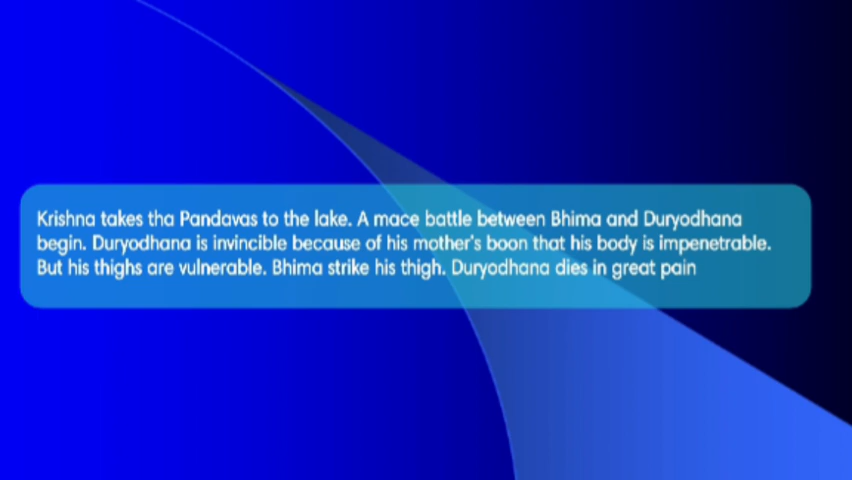 Krishna takes tha Pandavas to the lake. A mace battle between Bhima and Duryodhana
begin. Duryodhana is invincible because of his mother's boon that his body is impenetrable.
But his thighs are vulnerable. Bhima strike his thigh. Duryodhana dies in great pain